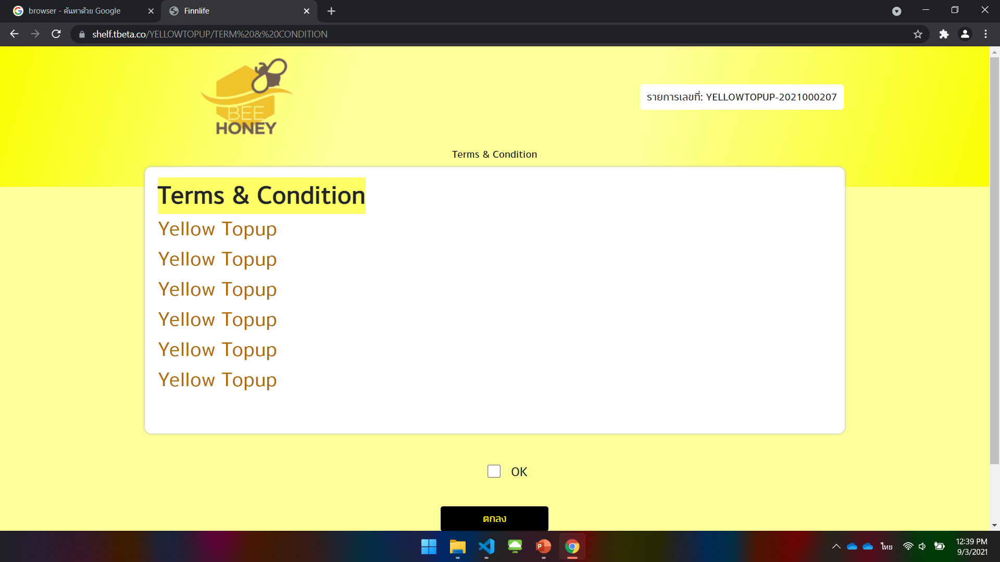 browser - ค้นหาด้วย Google
Finnlife
shelf.tbeta.co/YELLOWTOPUP/TERM%20&%20CONDITION
BEE
HONEY
รายการเลขที่: YELLOWTOPUP-2021000207
Terms & Condition
Terms & Condition
Yellow Topup
Yellow Topup
Yellow Topup
Yellow Topup
Yellow Topup
Yellow Topup
OK
ตกลง
ไทย
12:39 PM
9/3/2021